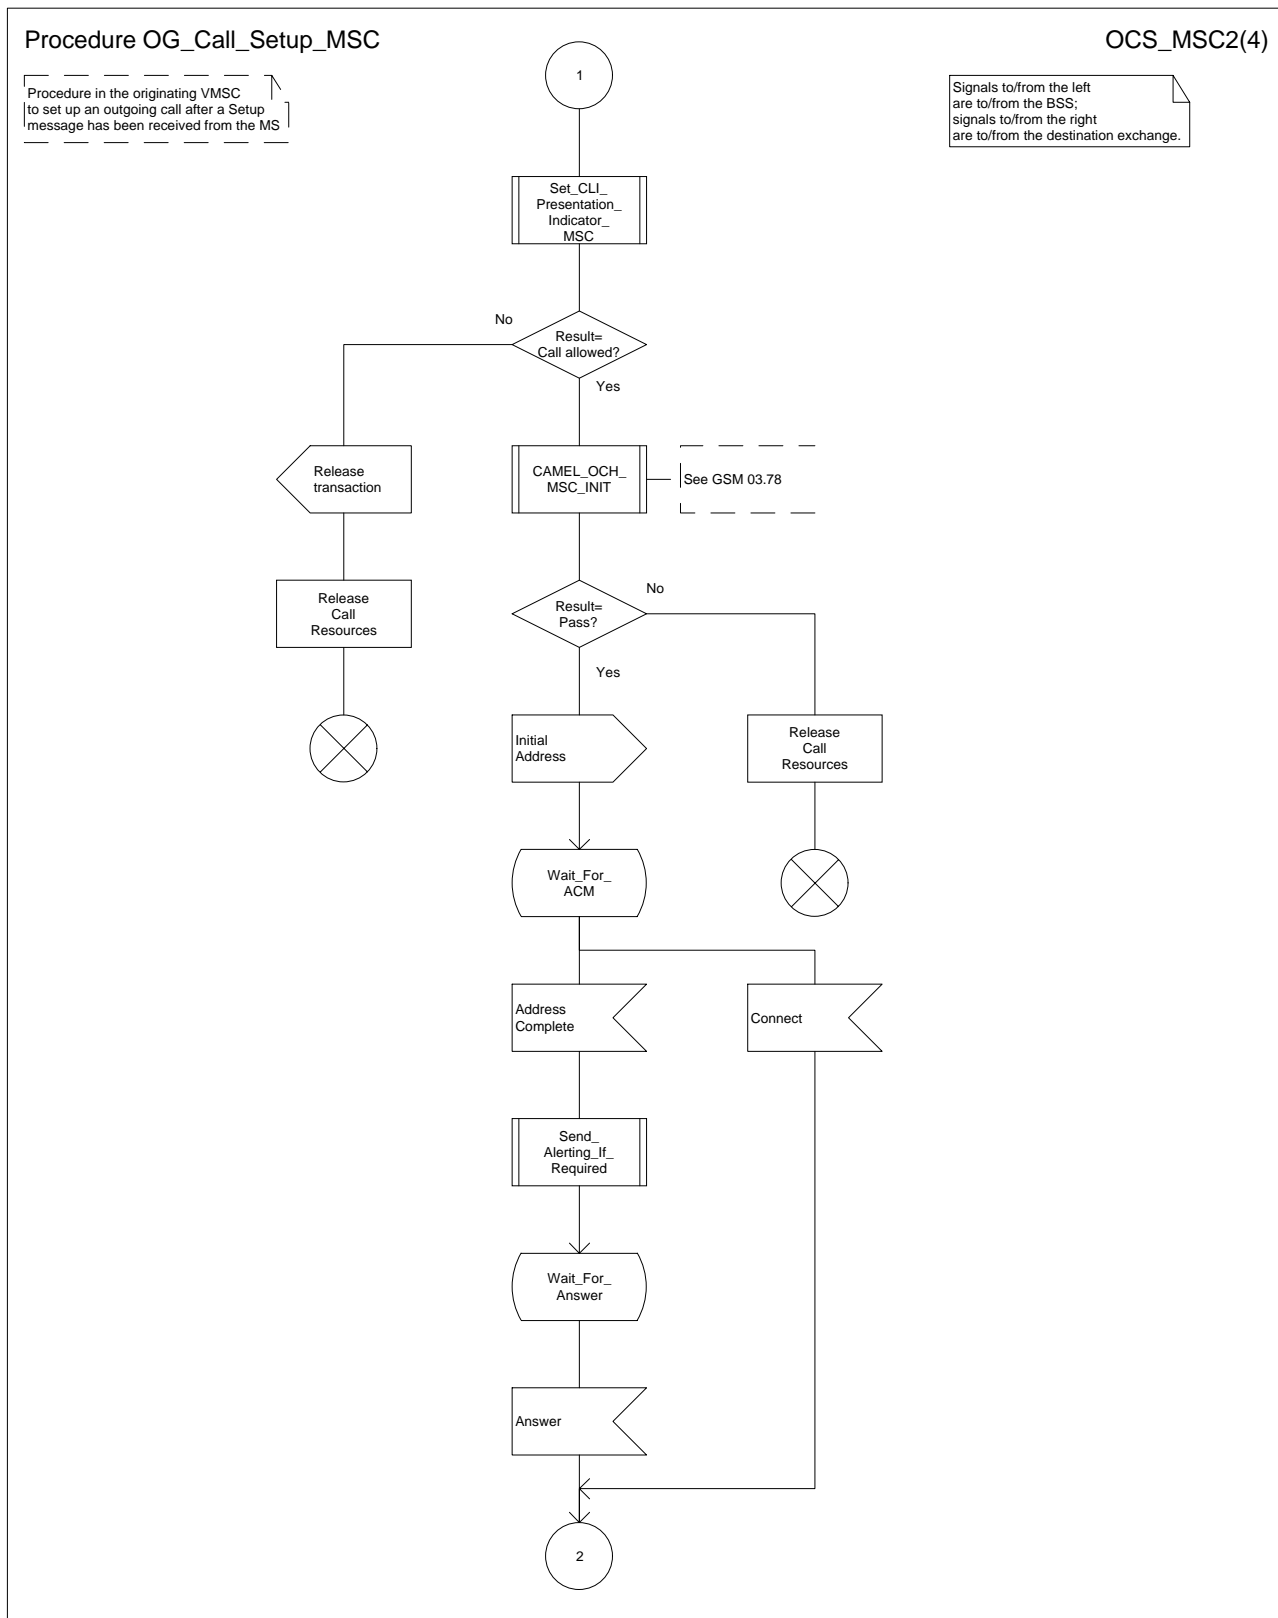 Procedure OG_Call_Setup_MSC
OCS_MSC2(4)
Procedure in the originating VMSC
to set up an outgoing call after a Setup
message has been received from the MS
1
Signals to/from the left
are to/from the BSS;
signals to/from the right
are to/from the destination exchange.
Set_CLI_
Presentation_
Indicator_
MSC
No
Result=
Call allowed?
Yes
Release
transaction
CAMEL_OCH_
MSC_INIT
See GSM 03.78
Release
Call
Resources
Result=
Pass?
No
Yes
Initial
Address
Release
Call
Resources
Wait_For_
ACM
Address
Complete
Connect
Send_
Alerting_If_
Required
Wait_For_
Answer
Answer
2